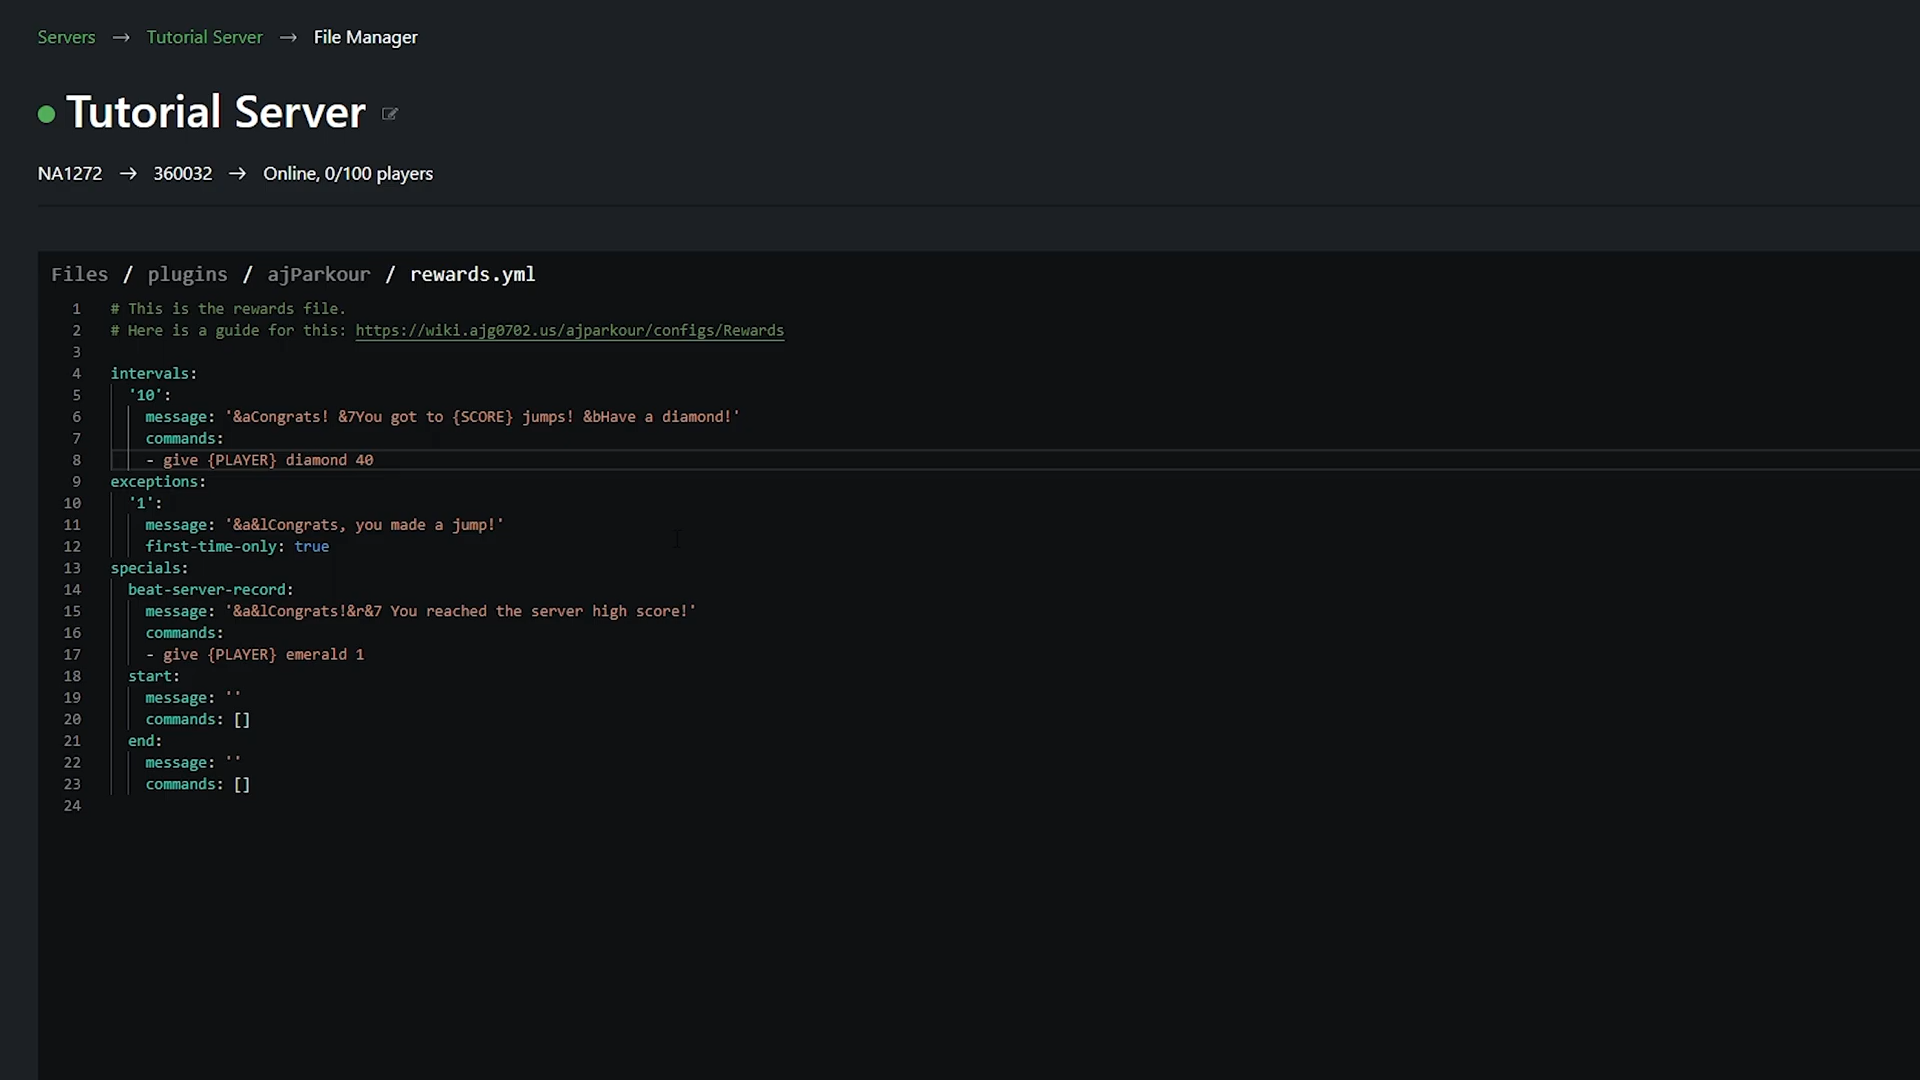 Servers → Tutorial Server → File Manager
Tutorial Server
NA1272 → 360032 → Online, 0/100 players
Files / plugins / ajParkour / rewards.yml
1 # This is the rewards file.
2 # Here is a guide for this: https://wiki.ajg0702.us/ajparkour/configs/Rewards
3
4 intervals:
5   '10':
6     message: '&aCongrats! &7You got to {SCORE} jumps! &bHave a diamond!'
7     commands:
8     - give {PLAYER} diamond 40
9 exceptions:
10   '1':
11     message: '&a&lCongrats, you made a jump!'
12     first-time-only: true
13 specials:
14   beat-server-record:
15     message: '&a&lCongrats!&r&7 You reached the server high score!'
16     commands:
17     - give {PLAYER} emerald 1
18   start:
19     message: ''
20     commands: []
21   end:
22     message: ''
23     commands: []
24